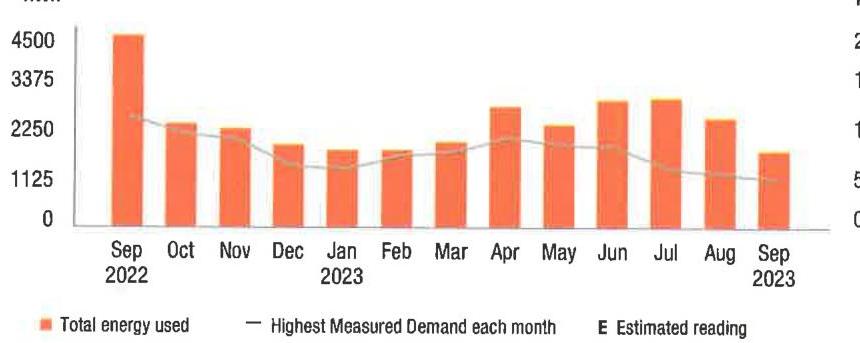 4500
3375
2250
1125
0
Sep Oct Nov Dec Jan Feb Mar Apr May Jun Jul Aug Sep
2022 2023 2023
Total energy used Highest Measured Demand each month E Estimated reading